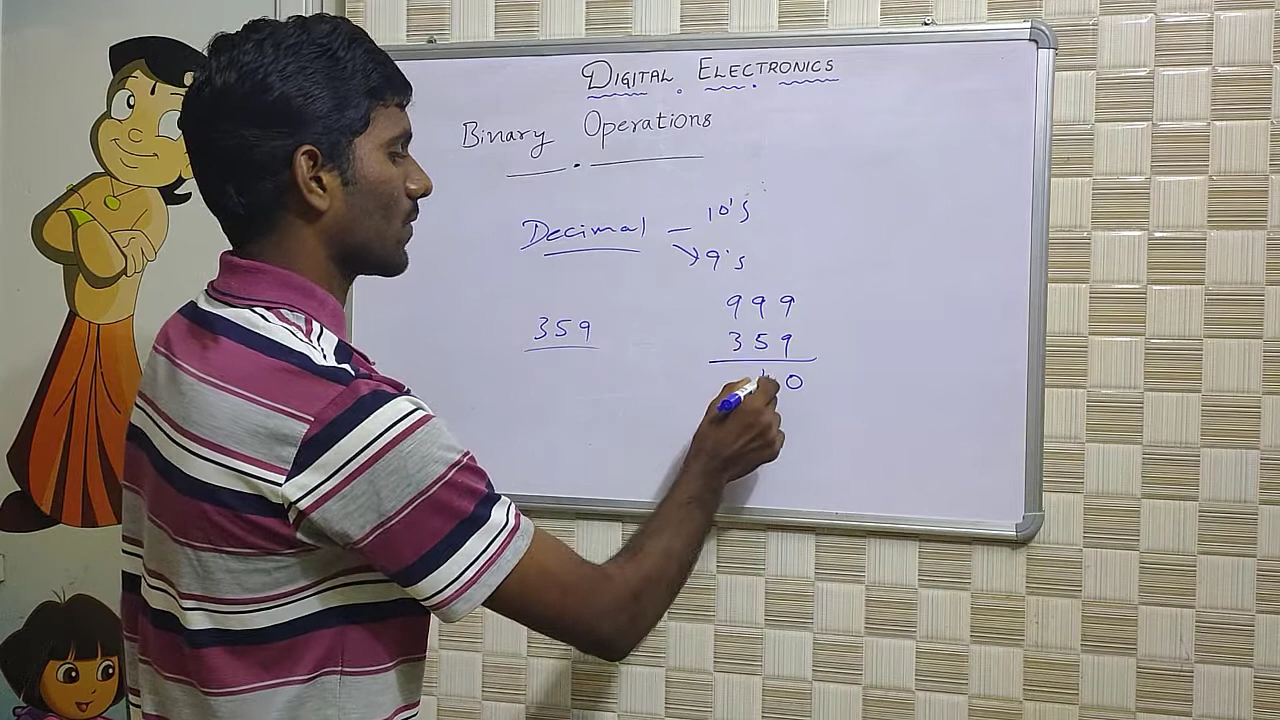 DIGITAL ELECTRONICS
Binary Operations
Decimal — 10's
9's
999
359
359
0